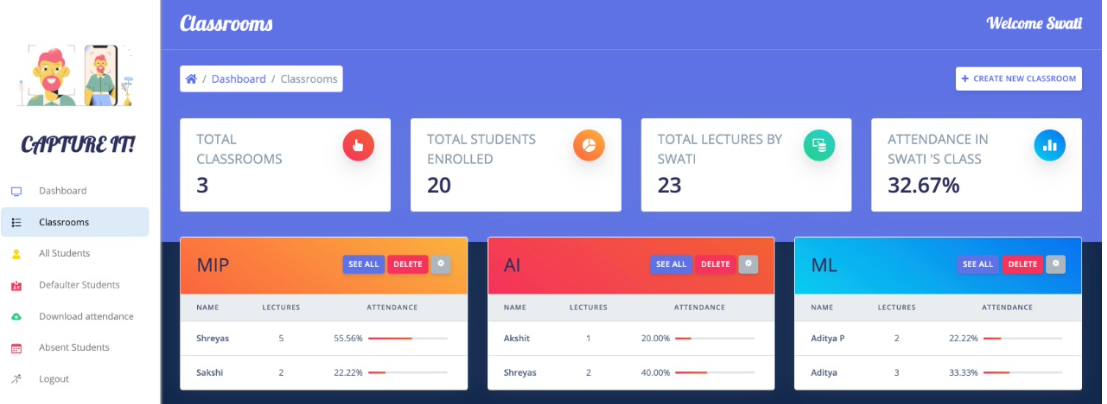 Classrooms
Welcome Swati
/ Dashboard / Classrooms
+ CREATE NEW CLASSROOM
CAPTURE IT!
Dashboard
Classrooms
All Students
Defaulter Students
Download attendance
Absent Students
Logout
TOTAL
CLASSROOMS
3
TOTAL STUDENTS
ENROLLED
20
TOTAL LECTURES BY
SWATI
23
ATTENDANCE IN
SWATI 'S CLASS
32.67%
MIP
SEE ALL DELETE
NAME LECTURES ATTENDANCE
Shreyas 5 55.56%
Sakshi 2 22.22%
AI
SEE ALL DELETE
NAME LECTURES ATTENDANCE
Akshit 1 20.00%
Shreyas 2 40.00%
ML
SEE ALL DELETE
NAME LECTURES ATTENDANCE
Aditya P 2 22.22%
Aditya 3 33.33%